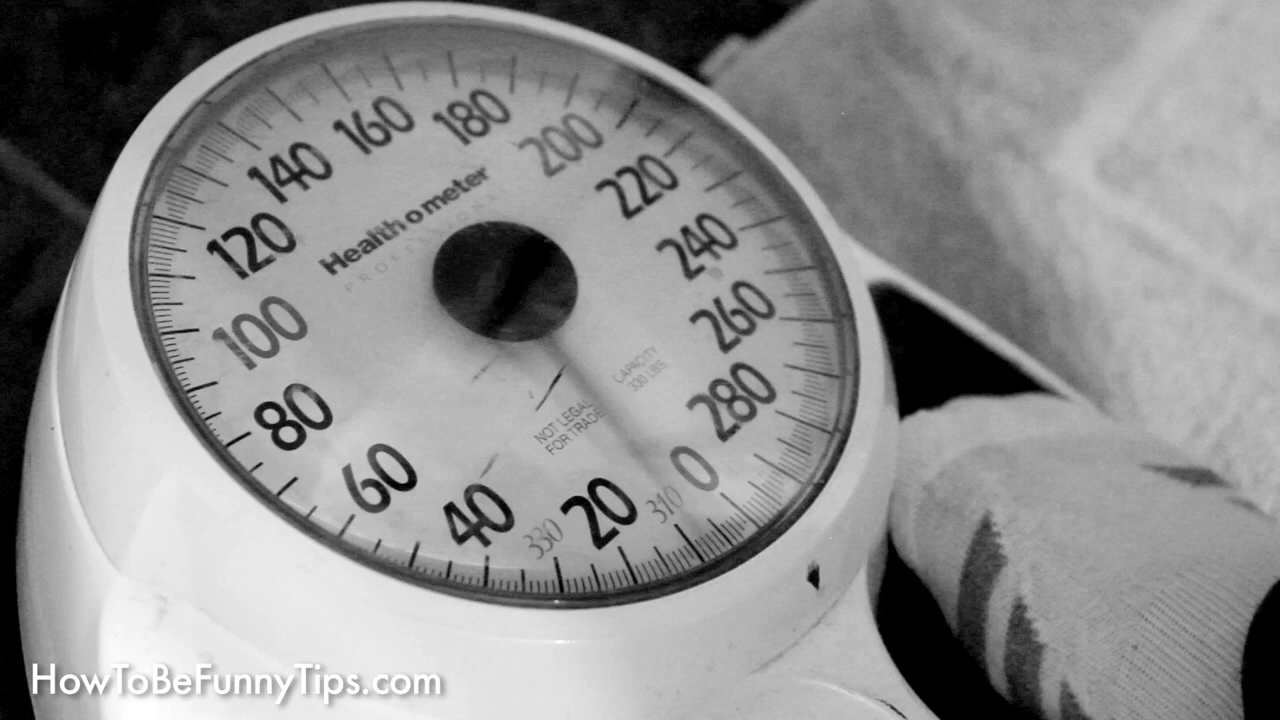 160
180
200
140
220
Health o meter
PROFESSIONAL
120
240
100
260
CAPACITY
330 LBS
80
280
NOT LEGAL
FOR TRADE
60
0
20
310
40
330
HowToBeFunnyTips.com